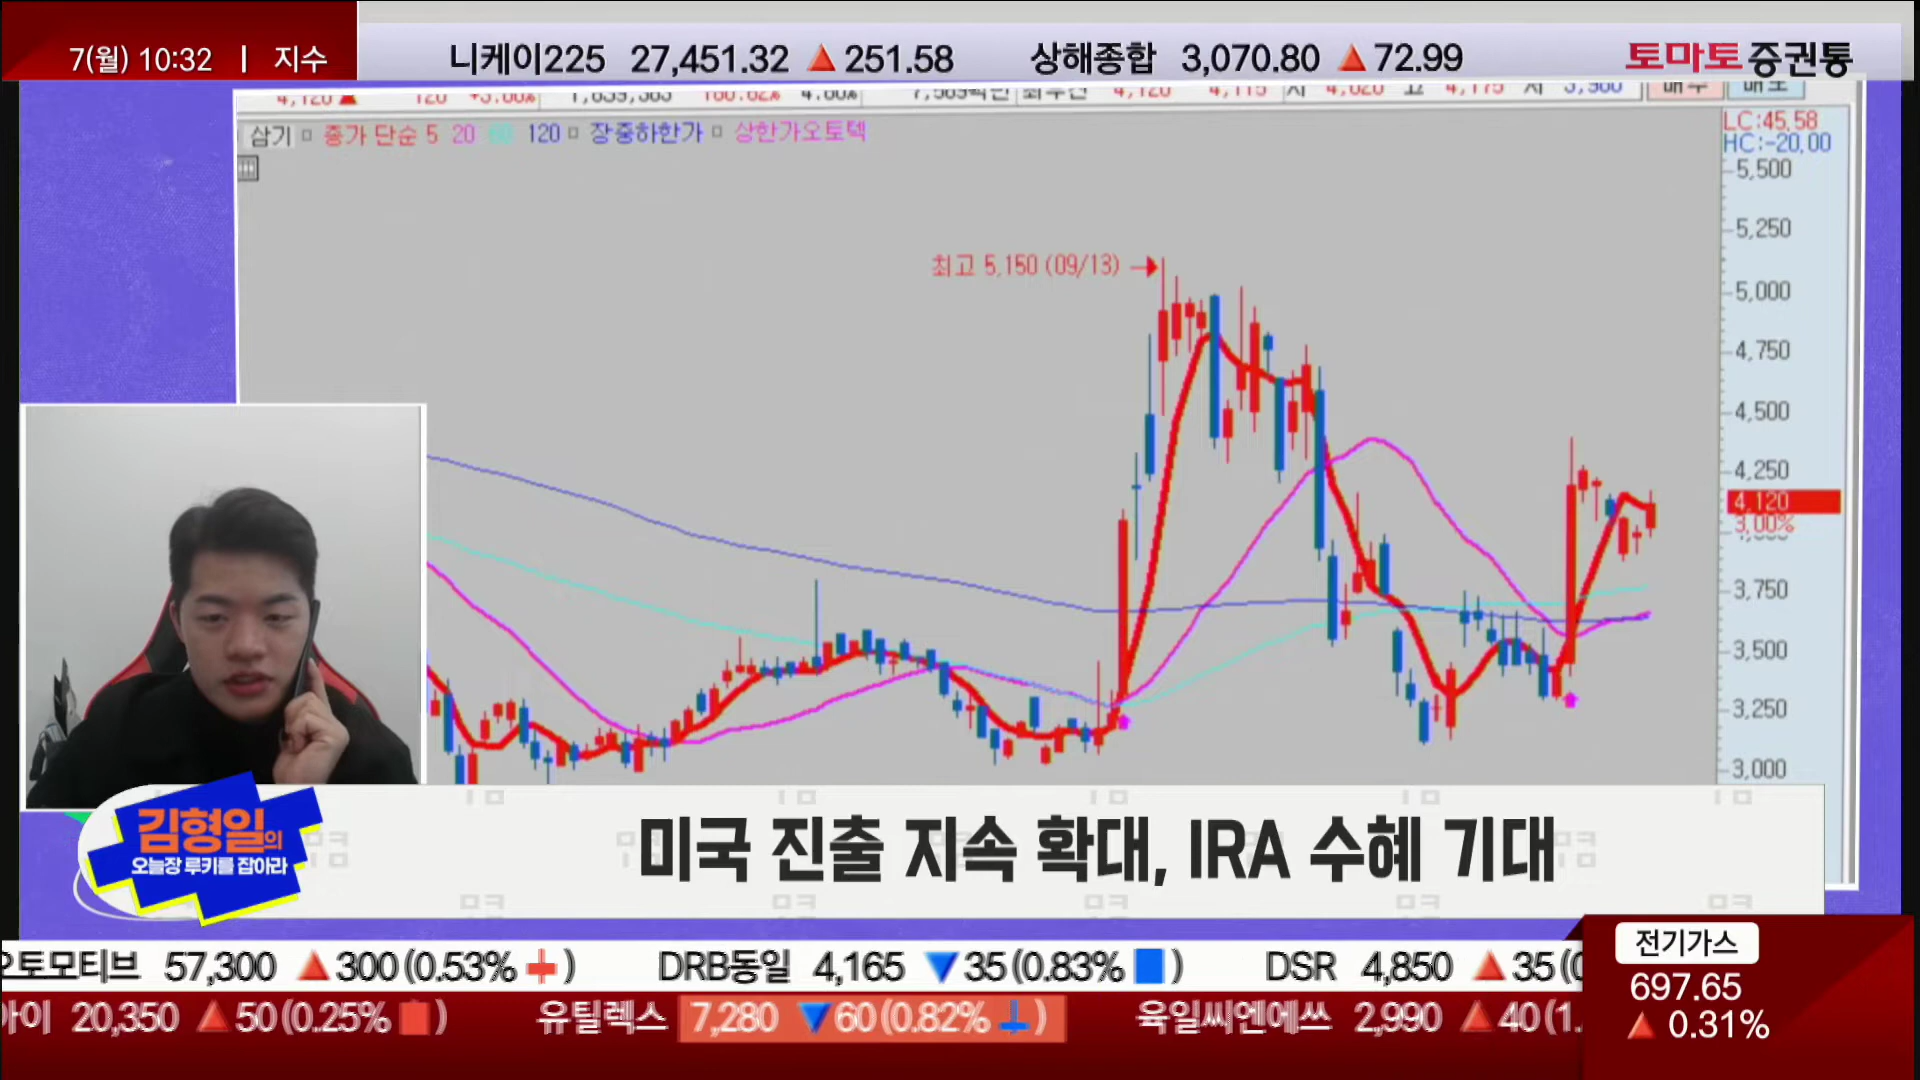 7(월) 10:32 | 지수
니케이225 27,451.32 ▲251.58 상해종합 3,070.80 ▲72.99
토마토증권통
삼기 종가 단순 5 20 60 120 장중하한가 상한가오토텍
LC:45.58
HC:-20.00
5,500
5,250
최고 5,150 (09/13)
5,000
4,750
4,500
4,250
4,120
3.00%
3,750
3,500
3,250
3,000
김형일의
오늘장 루키를 잡아라
미국 진출 지속 확대, IRA 수혜 기대
오토모티브 57,300 ▲300(0.53%) DRB동일 4,165 ▼35(0.83%) DSR 4,850 ▲35
아이 20,350 ▲50(0.25%) 유틸렉스 7,280 ▼60(0.82%) 육일씨엔에쓰 2,990 ▲40
전기가스
697.65
▲ 0.31%